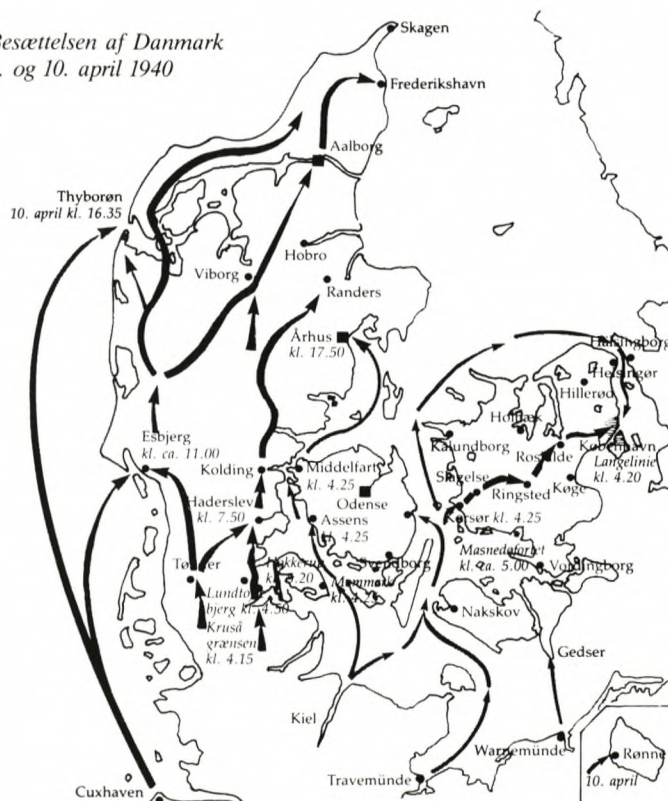 Besættelsen af Danmark
. og 10. april 1940
Skagen
Frederikshavn
Aalborg
Thyborøn
10. april kl. 16.35
Hobro
Viborg
Randers
Århus
kl. 17.50
Halsingborg
Helsingør
Hillerød
Holbæk
Esbjerg
kl. ca. 11.00
Kalundborg
København
Langelinie
kl. 4.20
Roskilde
Kolding
Middelfart
kl. 4.25
Slagelse
Ringsted
Køge
Odense
Haderslev
kl. 7.50
Assens
kl. 4.25
Korsør kl. 4.25
Masnedøfortet
kl. ca. 5.00
Vordingborg
Svendborg
Tønder
Nakskov
bjerg kl. 4.50
Kruså
grænsen
kl. 4.15
Gedser
Kiel
Warnemünde
Rønne
10. april
Travemünde
Cuxhaven